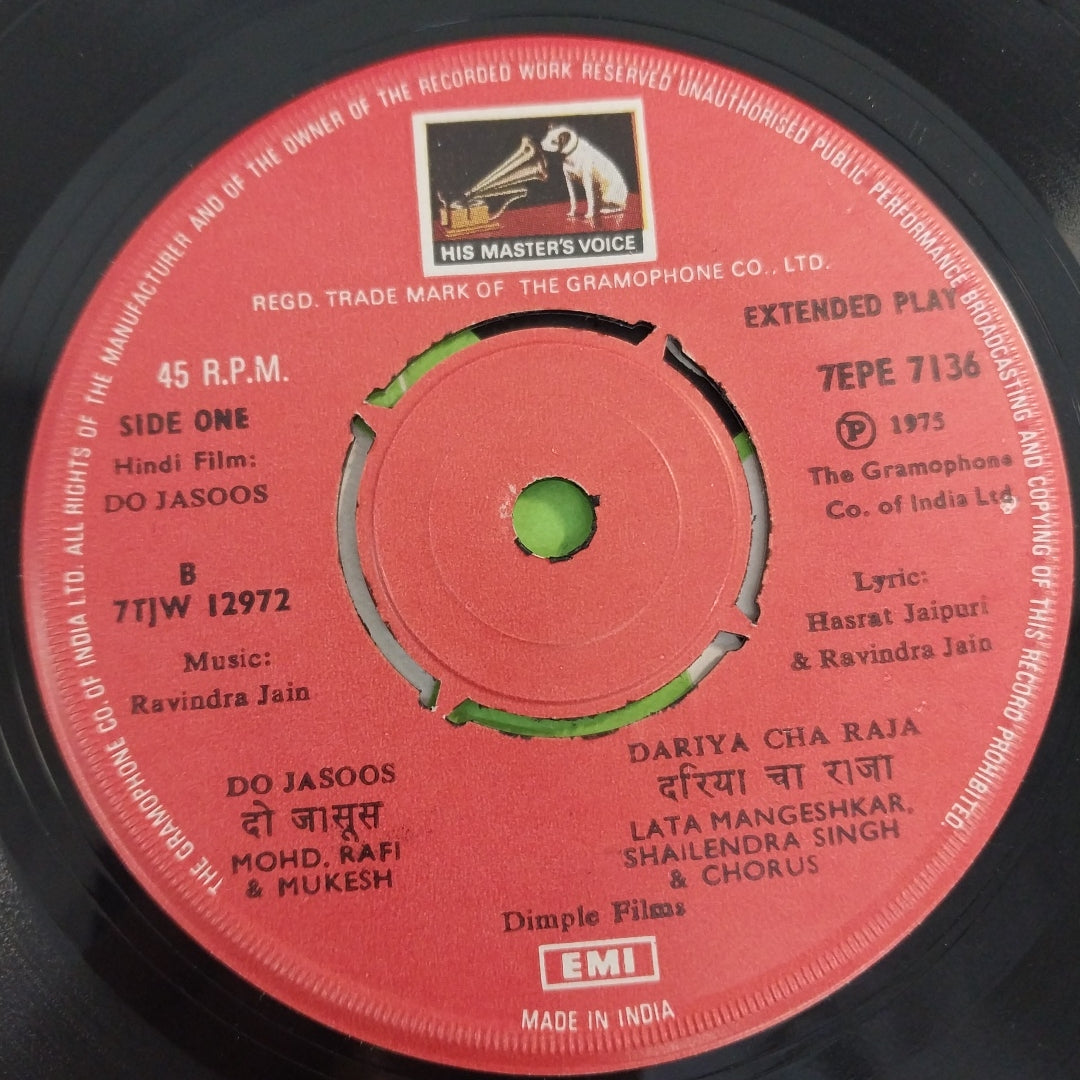 THE GRAMOPHONE CO. OF INDIA LTD. ALL RIGHTS OF THE MANUFACTURER AND OF THE OWNER OF THE RECORDED WORK RESERVED UNAUTHORISED PUBLIC PERFORMANCE BROADCASTING AND COPYING OF THIS RECORD PROHIBITED.
HIS MASTER'S VOICE
REGD. TRADE MARK OF THE GRAMOPHONE CO., LTD.
45 R.P.M.
SIDE ONE
Hindi Film:
DO JASOOS
B
7TJW 12972
Music:
Ravindra Jain
EXTENDED PLAY
7EPE 7136
Ⓟ 1975
The Gramophone
Co. of India Ltd.
Lyric:
Hasrat Jaipuri
& Ravindra Jain
DO JASOOS
दो जासूस
MOHD. RAFI
& MUKESH
DARIYA CHA RAJA
दरिया चा राजा
LATA MANGESHKAR,
SHAILENDRA SINGH
& CHORUS
Dimple Films
EMI
MADE IN INDIA